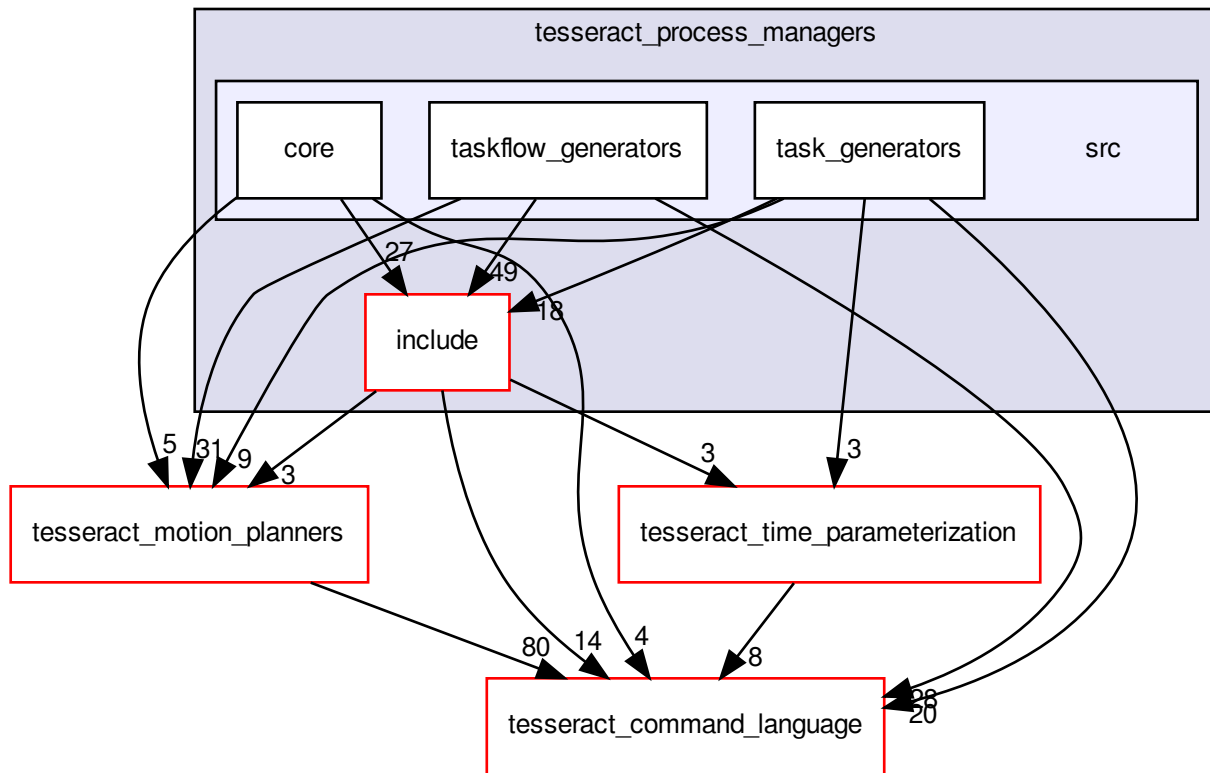 tesseract_process_managers
core
taskflow_generators
task_generators
src
27
49
18
include
5
31
9
3
3
3
tesseract_motion_planners
tesseract_time_parameterization
80
14
4
8
28
20
tesseract_command_language